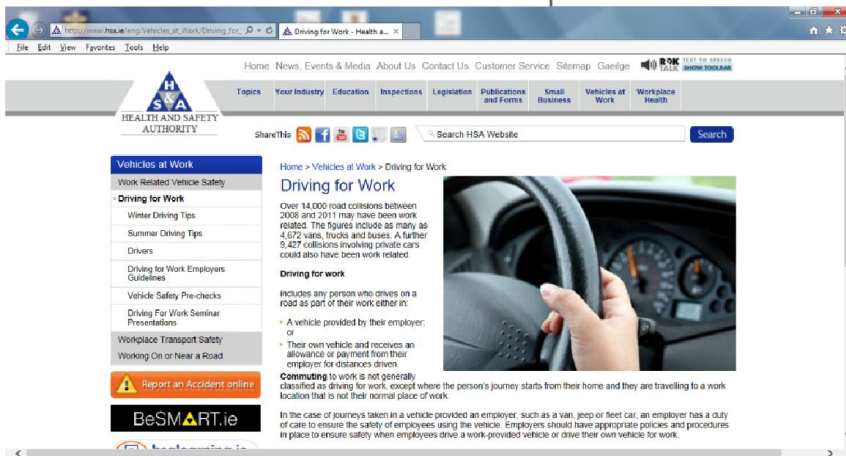 http://www.hsa.ie/eng/Vehicles_at_Work/Driving_for_
Driving for Work - Health a...
File Edit View Favorites Tools Help
Home News, Events & Media About Us Contact Us Customer Service Sitemap Gaeilge
TEXT TO SPEECH
TALK SHOW TOOLBAR
Topics Your Industry Education Inspections Legislation Publications and Forms Small Business Vehicles at Work Workplace Health
H
S A
HEALTH AND SAFETY
AUTHORITY
ShareThis Search HSA Website Search
Vehicles at Work
Work Related Vehicle Safety
Driving for Work
Winter Driving Tips
Summer Driving Tips
Drivers
Driving for Work Employers
Guidelines
Vehicle Safety Pre-checks
Driving For Work Seminar
Presentations
Workplace Transport Safety
Working On or Near a Road
Report an Accident online
BeSMART.ie
Home > Vehicles at Work > Driving for Work
Driving for Work
Over 14,000 road collisions between
2008 and 2011 may have been work
related. The figures include as many as
4,672 vans, trucks and buses. A further
9,427 collisions involving private cars
could also have been work related.
Driving for work
includes any person who drives on a
road as part of their work either in:
A vehicle provided by their employer;
or
Their own vehicle and receives an
allowance or payment from their
employer for distances driven.
Commuting to work is not generally
classified as driving for work, except where the person's journey starts from their home and they are travelling to a work
location that is not their normal place of work.
In the case of journeys taken in a vehicle provided an employer, such as a van, jeep or fleet car, an employer has a duty
of care to ensure the safety of employees using the vehicle. Employers should have appropriate policies and procedures
in place to ensure safety when employees drive a work-provided vehicle or drive their own vehicle for work.